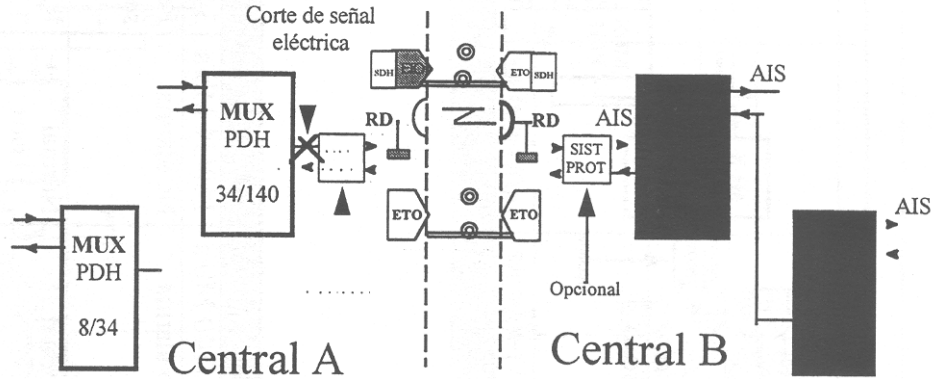 Corte de señal
eléctrica
SDH
ETO
SDH
MUX
PDH
34/140
RD
RD
AIS
SIST
PROT
AIS
MUX
PDH
8/34
ETO
ETO
AIS
Opcional
Central A
Central B